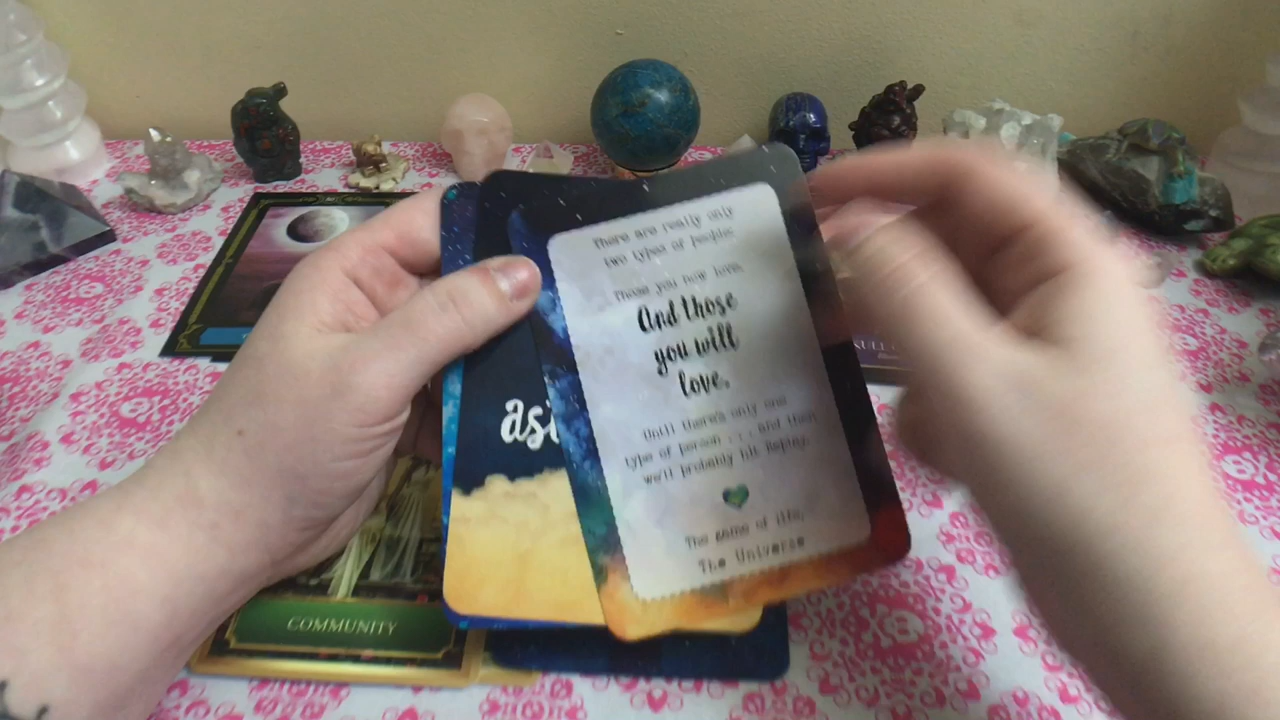 There are really only
two types of people:
Those you now love,
And those
you will
love.
Until there's only one
type of person . . . and then
we'll probably hit Replay.
The game of life,
The Universe
COMMUNITY